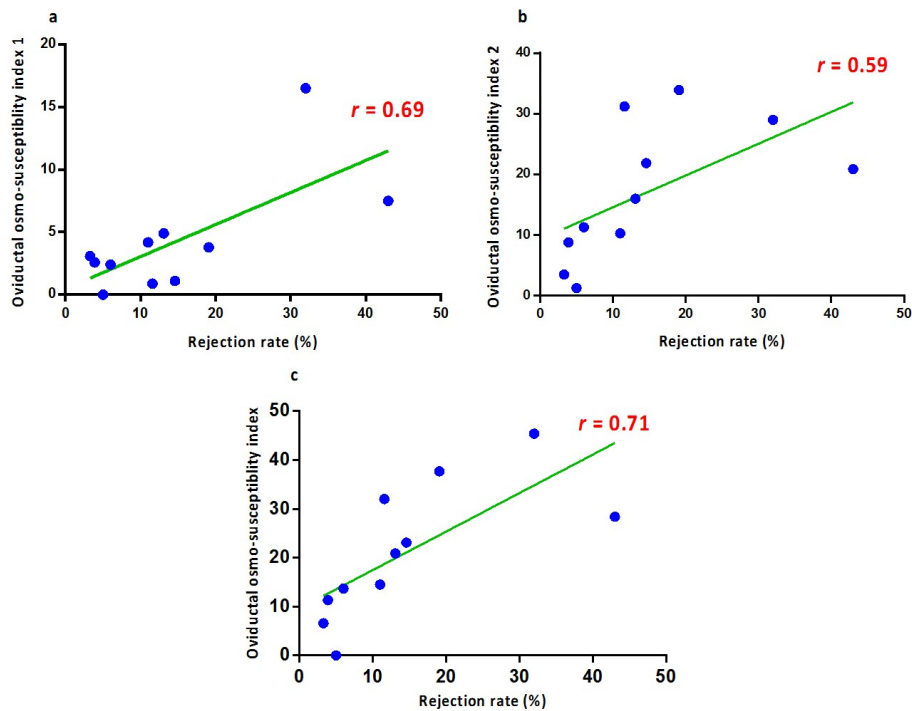 a
Oviductal osmo-susceptiblity index 1
20
15
10
5
0
r = 0.69
0 10 20 30 40 50
Rejection rate (%)
b
Oviductal osmo-susceptiblity index 2
40
30
20
10
0
r = 0.59
0 10 20 30 40 50
Rejection rate (%)
c
Oviductal osmo-susceptiblity index
50
40
30
20
10
0
r = 0.71
0 10 20 30 40 50
Rejection rate (%)